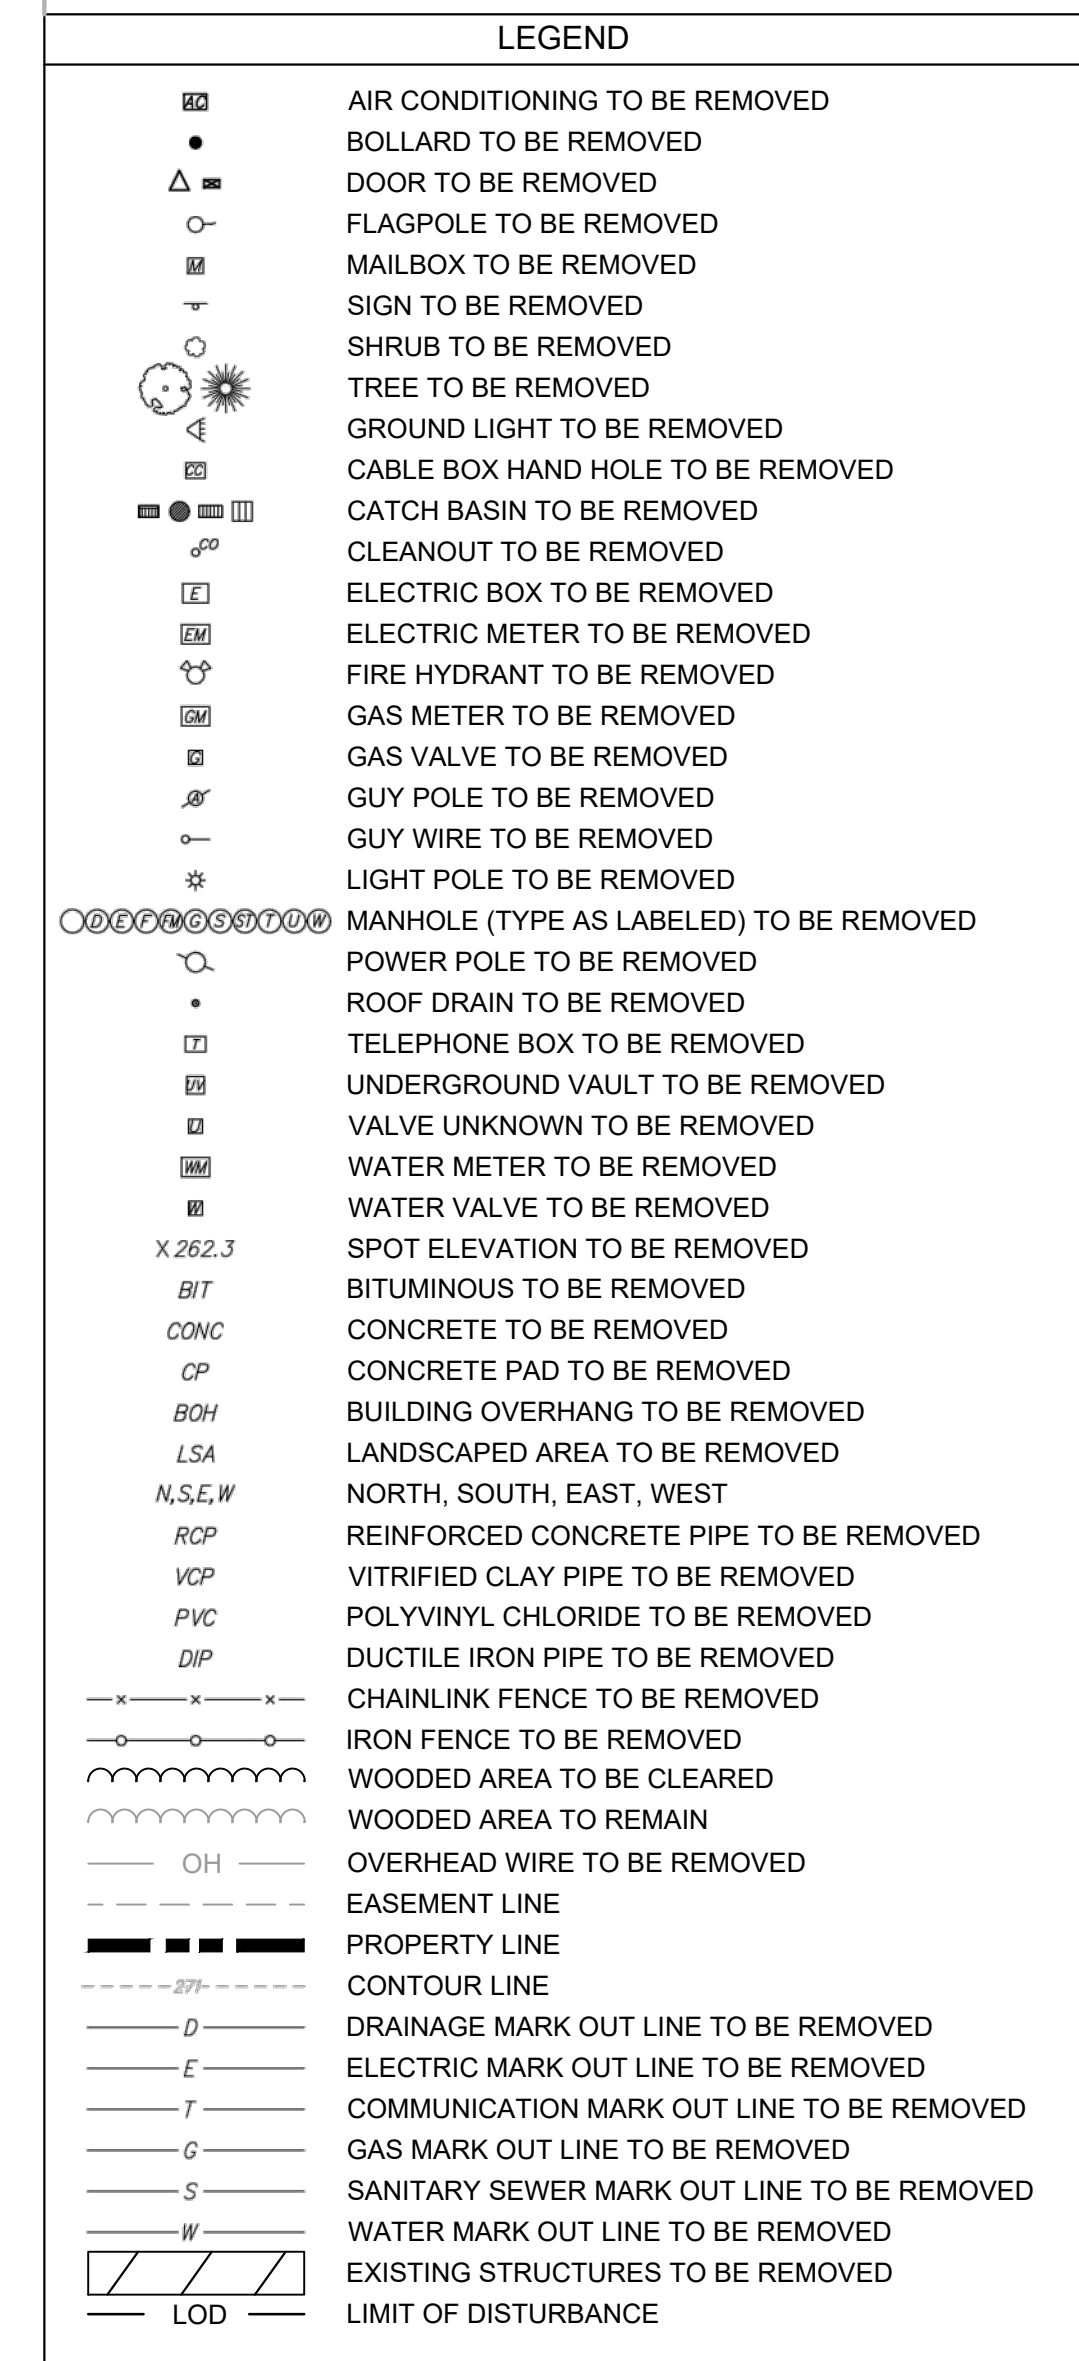 LEGEND
AC AIR CONDITIONING TO BE REMOVED
BOLLARD TO BE REMOVED
DOOR TO BE REMOVED
FLAGPOLE TO BE REMOVED
M MAILBOX TO BE REMOVED
SIGN TO BE REMOVED
SHRUB TO BE REMOVED
TREE TO BE REMOVED
GROUND LIGHT TO BE REMOVED
CC CABLE BOX HAND HOLE TO BE REMOVED
CATCH BASIN TO BE REMOVED
CO CLEANOUT TO BE REMOVED
E ELECTRIC BOX TO BE REMOVED
EM ELECTRIC METER TO BE REMOVED
FIRE HYDRANT TO BE REMOVED
GM GAS METER TO BE REMOVED
G GAS VALVE TO BE REMOVED
A GUY POLE TO BE REMOVED
GUY WIRE TO BE REMOVED
LIGHT POLE TO BE REMOVED
D E F FM G S ST T U W MANHOLE (TYPE AS LABELED) TO BE REMOVED
POWER POLE TO BE REMOVED
ROOF DRAIN TO BE REMOVED
T TELEPHONE BOX TO BE REMOVED
UV UNDERGROUND VAULT TO BE REMOVED
U VALVE UNKNOWN TO BE REMOVED
WM WATER METER TO BE REMOVED
W WATER VALVE TO BE REMOVED
X 262.3 SPOT ELEVATION TO BE REMOVED
BIT BITUMINOUS TO BE REMOVED
CONC CONCRETE TO BE REMOVED
CP CONCRETE PAD TO BE REMOVED
BOH BUILDING OVERHANG TO BE REMOVED
LSA LANDSCAPED AREA TO BE REMOVED
N,S,E,W NORTH, SOUTH, EAST, WEST
RCP REINFORCED CONCRETE PIPE TO BE REMOVED
VCP VITRIFIED CLAY PIPE TO BE REMOVED
PVC POLYVINYL CHLORIDE TO BE REMOVED
DIP DUCTILE IRON PIPE TO BE REMOVED
CHAINLINK FENCE TO BE REMOVED
IRON FENCE TO BE REMOVED
WOODED AREA TO BE CLEARED
WOODED AREA TO REMAIN
OH OVERHEAD WIRE TO BE REMOVED
EASEMENT LINE
PROPERTY LINE
271 CONTOUR LINE
D DRAINAGE MARK OUT LINE TO BE REMOVED
E ELECTRIC MARK OUT LINE TO BE REMOVED
T COMMUNICATION MARK OUT LINE TO BE REMOVED
G GAS MARK OUT LINE TO BE REMOVED
S SANITARY SEWER MARK OUT LINE TO BE REMOVED
W WATER MARK OUT LINE TO BE REMOVED
EXISTING STRUCTURES TO BE REMOVED
LOD LIMIT OF DISTURBANCE